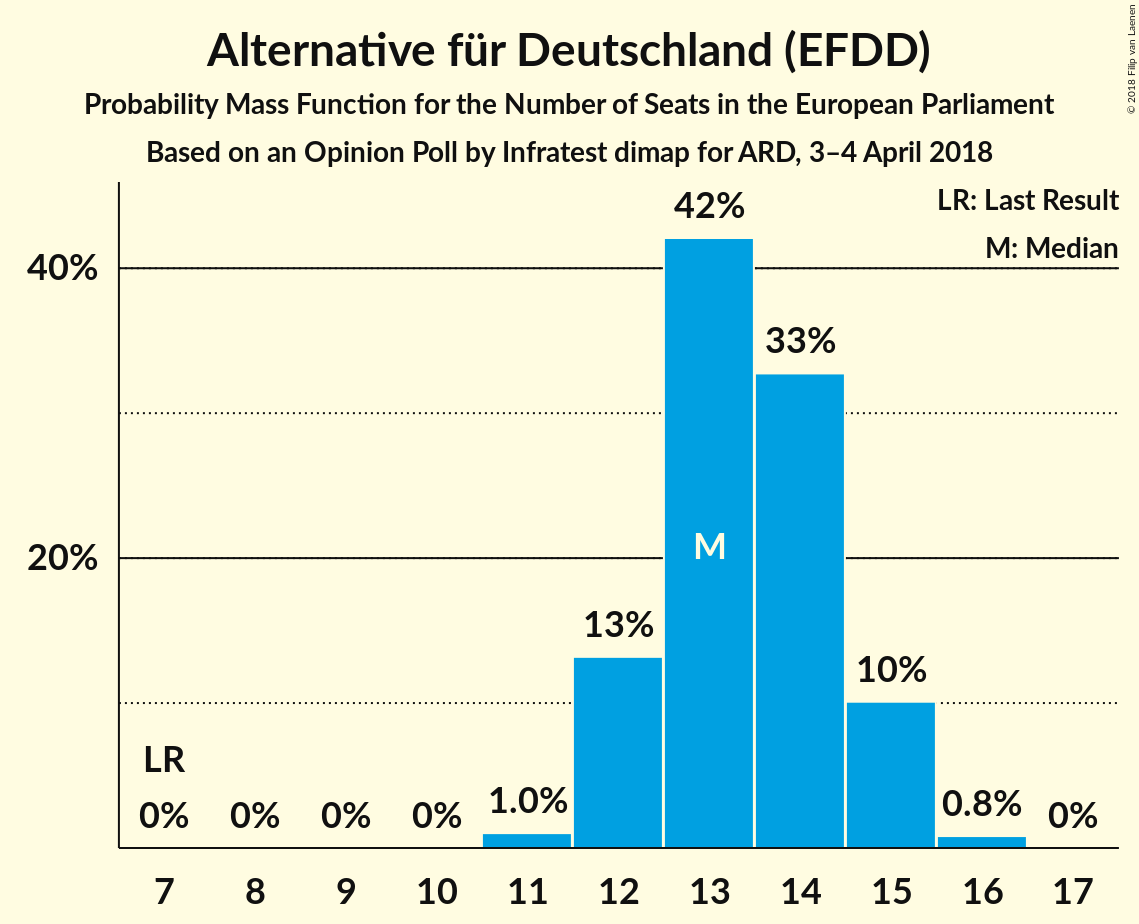 Alternative für Deutschland (EFDD)
Probability Mass Function for the Number of Seats in the European Parliament
Based on an Opinion Poll by Infratest dimap for ARD, 3–4 April 2018
© 2018 Filip van Laenen
LR: Last Result
M: Median
40%
20%
42%
33%
M
13%
10%
LR
0%
0%
0%
0%
1.0%
0.8%
0%
7 8 9 10 11 12 13 14 15 16 17